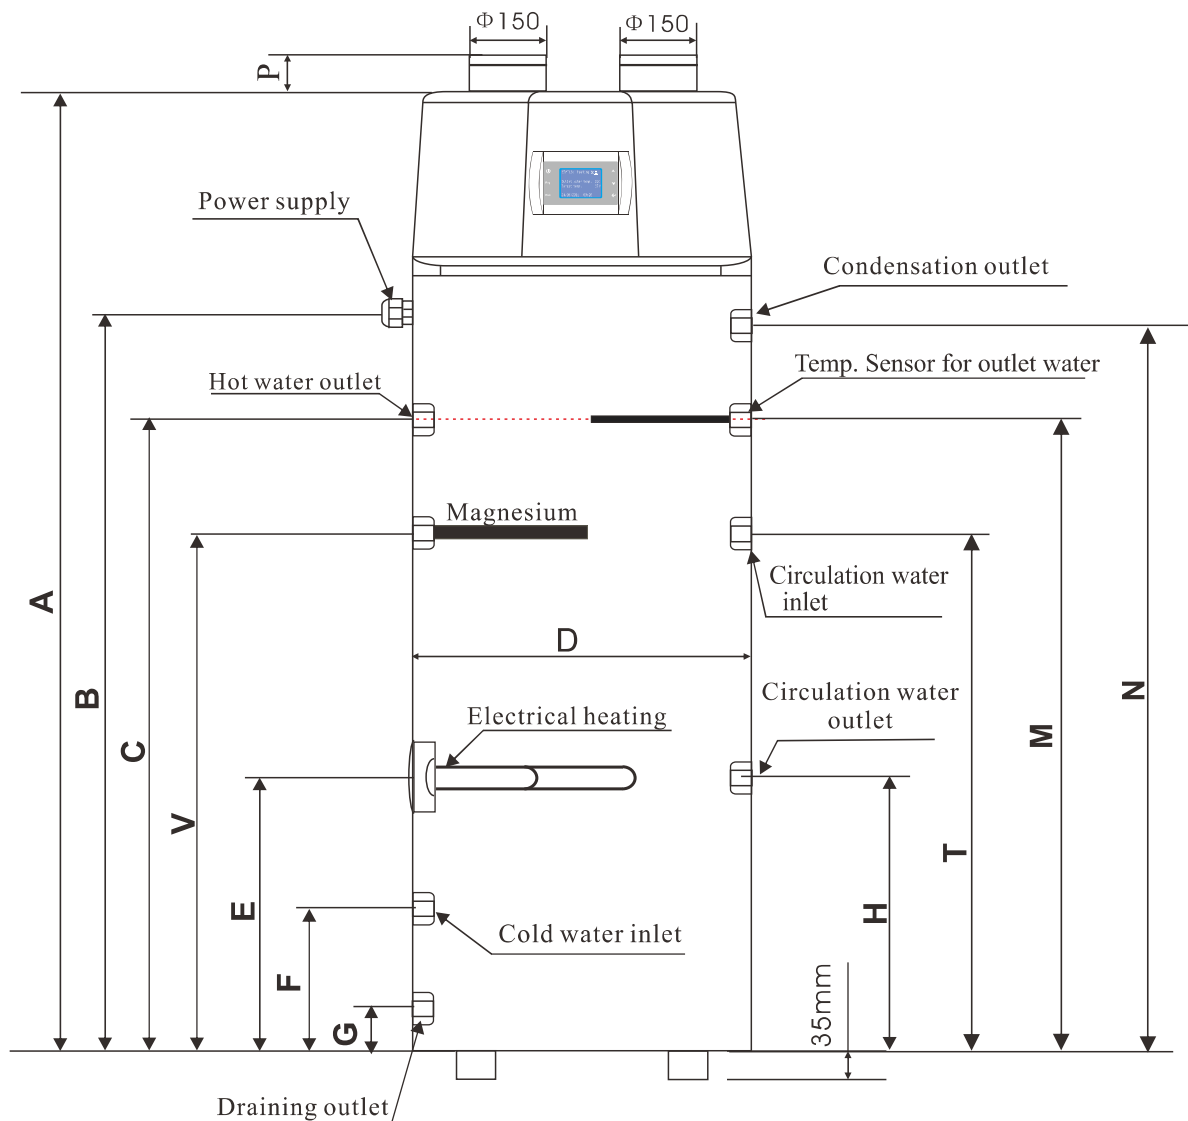 Φ150
Φ150
P
Power supply
Condensation outlet
Temp. Sensor for outlet water
Hot water outlet
Magnesium
Circulation water
inlet
A
D
B
Circulation water
outlet
N
Electrical heating
C
M
V
T
E
H
Cold water inlet
F
35mm
G
Draining outlet